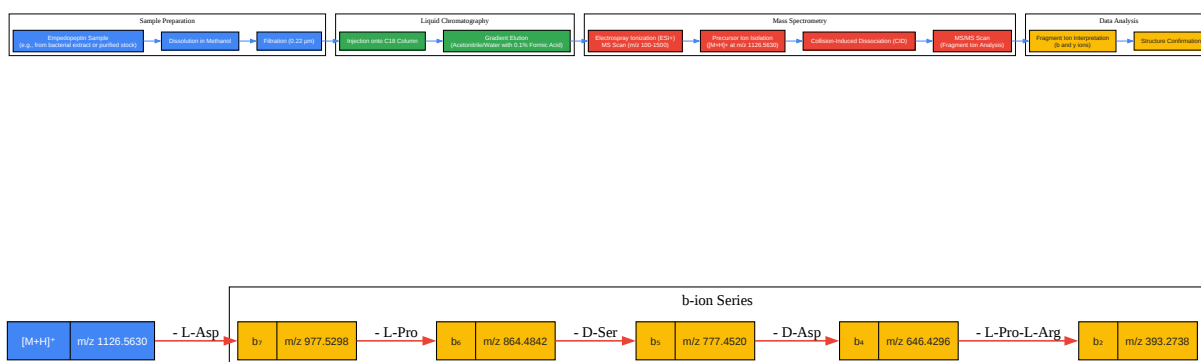 Sample Preparation
Empedopeptin Sample
(e.g., from bacterial extract or purified stock)
Dissolution in Methanol
Filtration (0.22 μm)
Liquid Chromatography
Injection onto C18 Column
Gradient Elution
(Acetonitrile/Water with 0.1% Formic Acid)
Mass Spectrometry
Electrospray Ionization (ESI+)
MS Scan (m/z 100-1500)
Precursor Ion Isolation
([M+H]+ at m/z 1126.5630)
Collision-Induced Dissociation (CID)
MS/MS Scan
(Fragment Ion Analysis)
Data Analysis
Fragment Ion Interpretation
(b and y ions)
Structure Confirmation
b-ion Series
[M+H]⁺ m/z 1126.5630
- L-Asp
b₇ m/z 977.5298
- L-Pro
b₆ m/z 864.4842
- D-Ser
b₅ m/z 777.4520
- D-Asp
b₄ m/z 646.4296
- L-Pro-L-Arg
b₂ m/z 393.2738